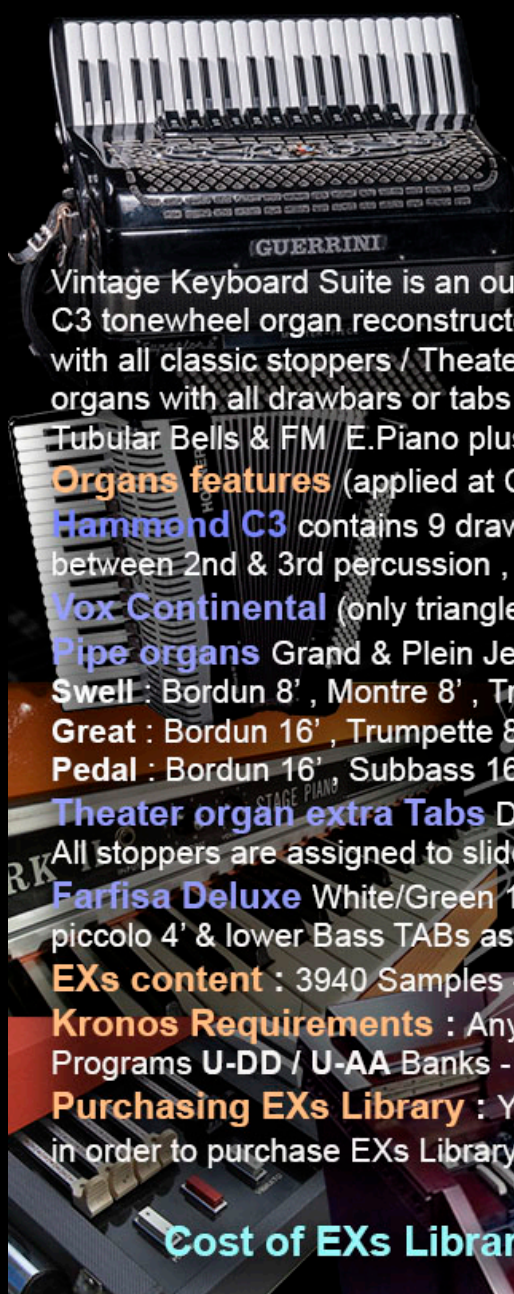 GUERRINI
Vintage Keyboard Suite is an ou
C3 tonewheel organ reconstructe
with all classic stoppers / Theate
organs with all drawbars or tabs
Tubular Bells & FM E.Piano plus
Organs features (applied at C
Hammond C3 contains 9 draw
between 2nd & 3rd percussion ,
Vox Continental (only triangle
Pipe organs Grand & Plein Je
Swell : Bordun 8' , Montre 8' , Tr
Great : Bordun 16' , Trumpette 8
Pedal : Bordun 16' , Subbass 16
STAGE PIANO
Theater organ extra Tabs D
All stoppers are assigned to slide
RK II
Farfisa Deluxe White/Green 1
piccolo 4' & lower Bass TABs as
EXs content : 3940 Samples
Kronos Requirements : Any
Programs U-DD / U-AA Banks -
Purchasing EXs Library : Y
in order to purchase EXs Library
Cost of EXs Librar